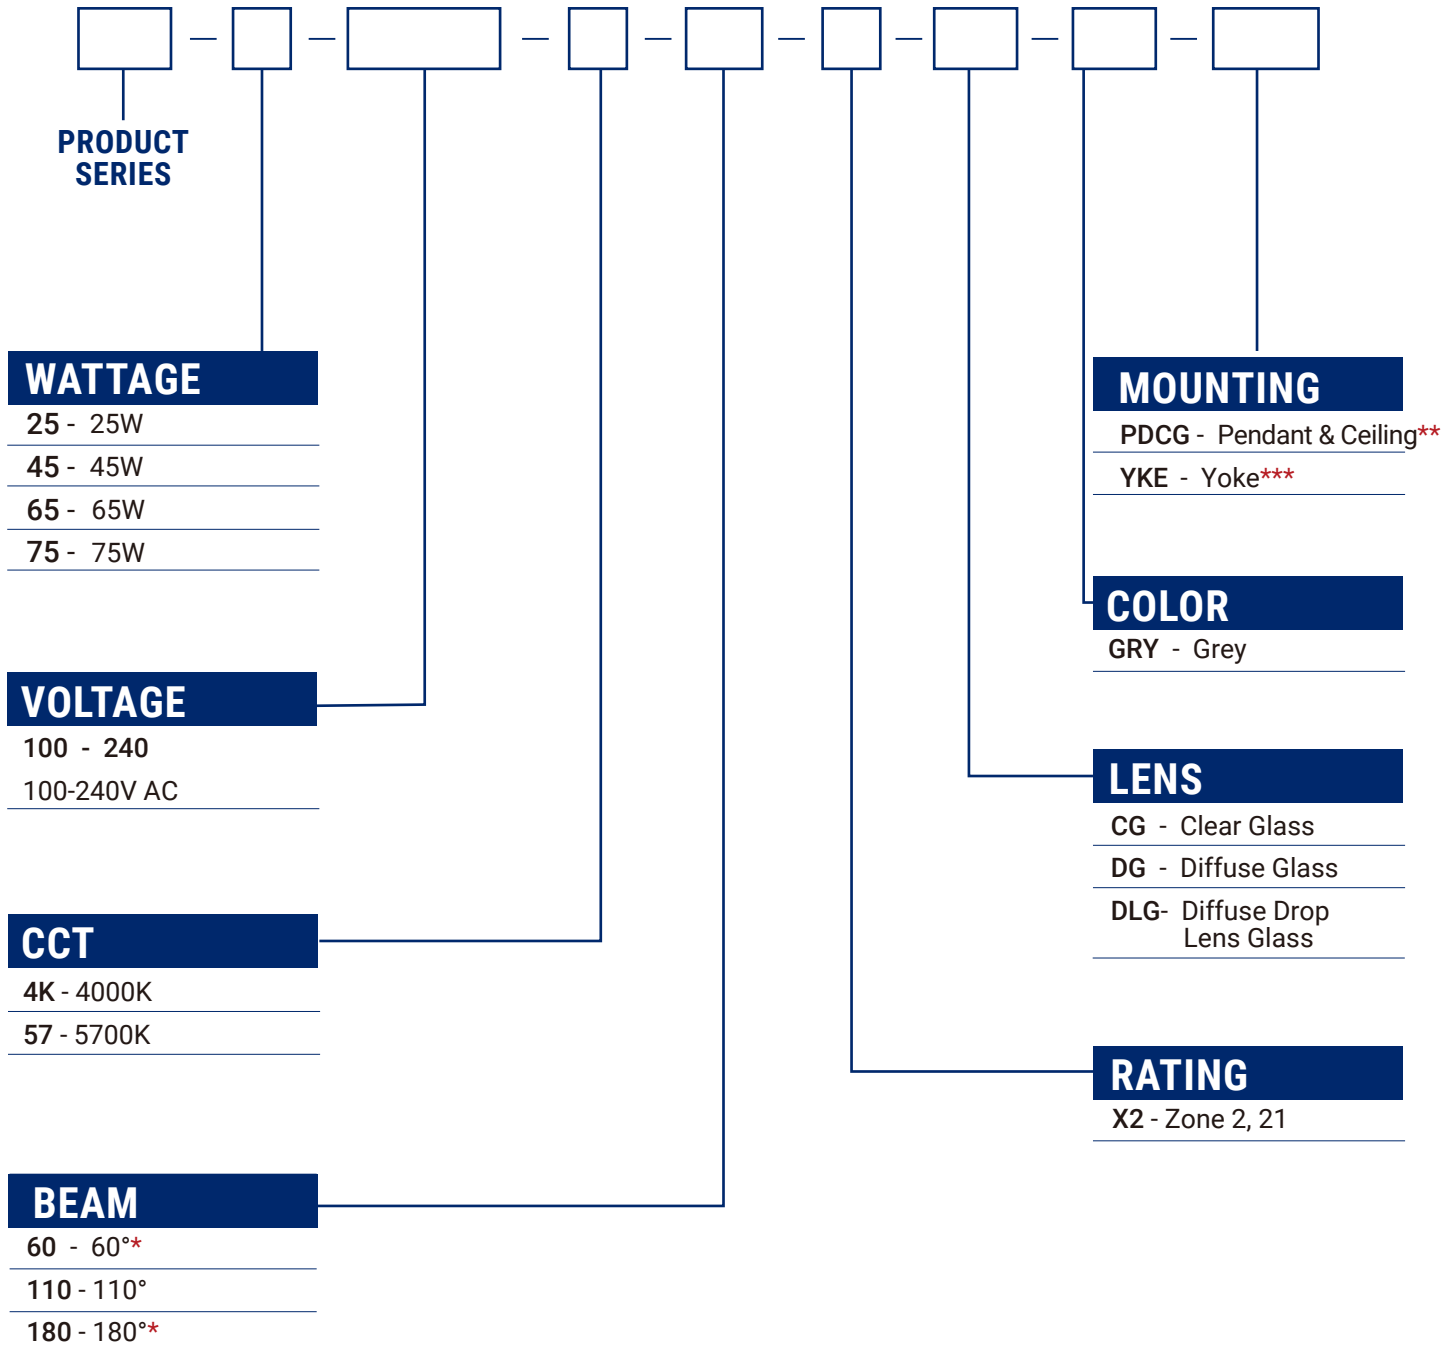 PRODUCT
SERIES
WATTAGE
25 - 25W
45 - 45W
65 - 65W
75 - 75W
VOLTAGE
100 - 240
100-240V AC
CCT
4K - 4000K
57 - 5700K
BEAM
60 - 60°*
110 - 110°
180 - 180°*
MOUNTING
PDCG - Pendant & Ceiling**
YKE - Yoke***
COLOR
GRY - Grey
LENS
CG - Clear Glass
DG - Diffuse Glass
DLG- Diffuse Drop
Lens Glass
RATING
X2 - Zone 2, 21